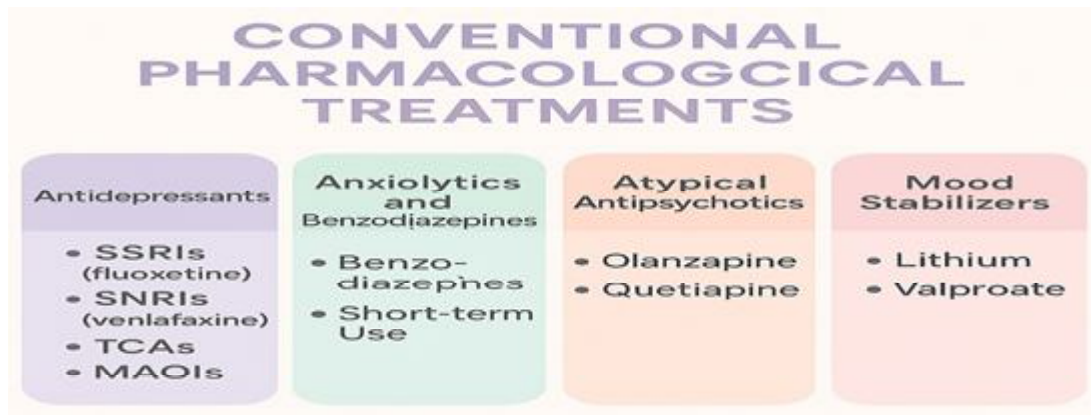 CONVENTIONAL
PHARMACOLOGCICAL
TREATMENTS
Antidepressants
• SSRIs
(fluoxetine)
• SNRIs
(venlafaxine)
• TCAs
• MAOIs
Anxiolytics
and
Benzodiazepines
• Benzo-
diazephes
• Short-term
Use
Atypical
Antipsychotics
• Olanzapine
• Quetiapine
Mood
Stabilizers
• Lithium
• Valproate